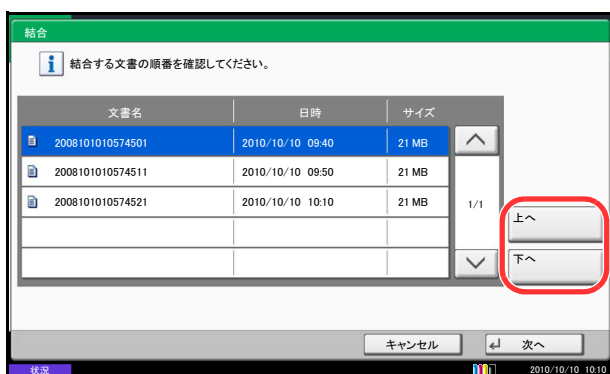 結合
結合する文書の順番を確認してください。
文書名 日時 サイズ
2008101010574501 2010/10/10 09:40 21 MB
2008101010574511 2010/10/10 09:50 21 MB
2008101010574521 2010/10/10 10:10 21 MB
1/1
上へ
下へ
キャンセル 次へ
状況 2010/10/10 10:10